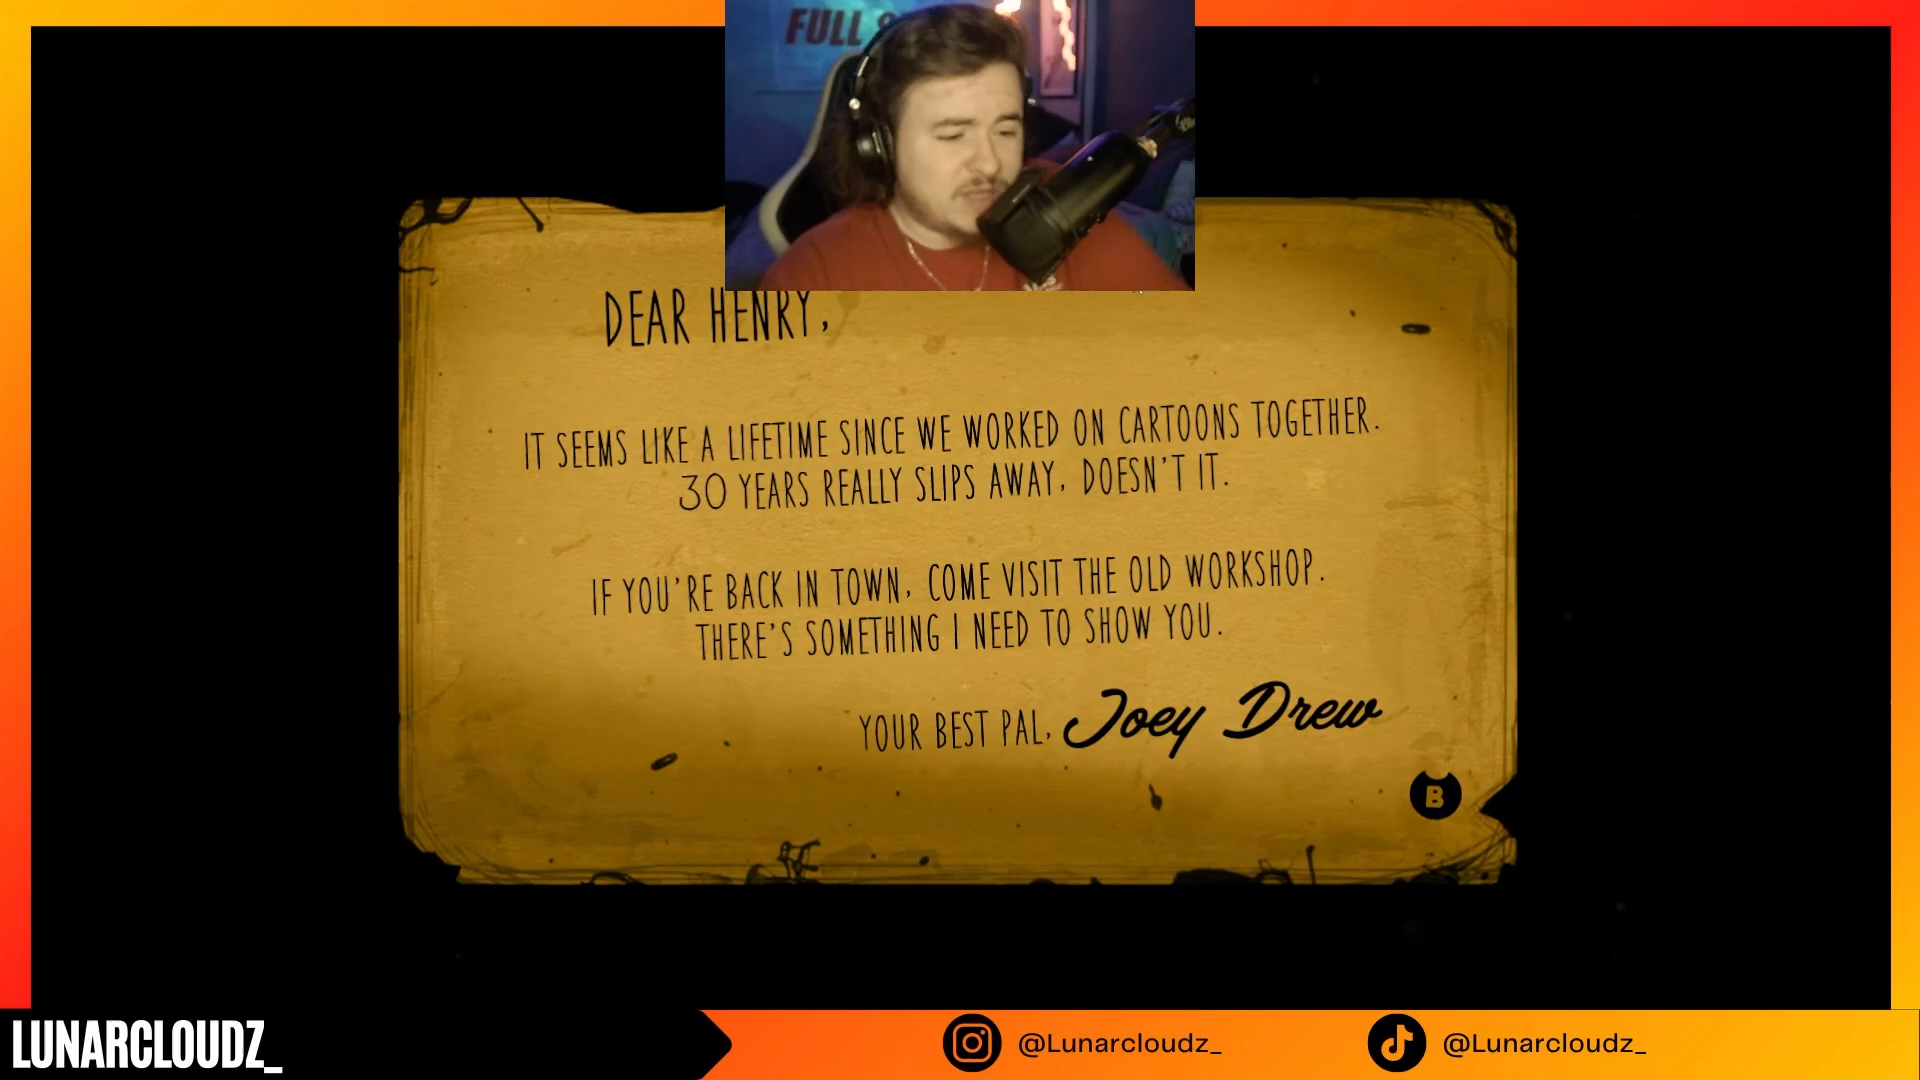 FULL
DEAR HENRY,
IT SEEMS LIKE A LIFETIME SINCE WE WORKED ON CARTOONS TOGETHER.
30 YEARS REALLY SLIPS AWAY, DOESN'T IT.
IF YOU'RE BACK IN TOWN, COME VISIT THE OLD WORKSHOP.
THERE'S SOMETHING I NEED TO SHOW YOU.
YOUR BEST PAL, Joey Drew
B
LUNARCLOUDZ_
@Lunarcloudz_
@Lunarcloudz_